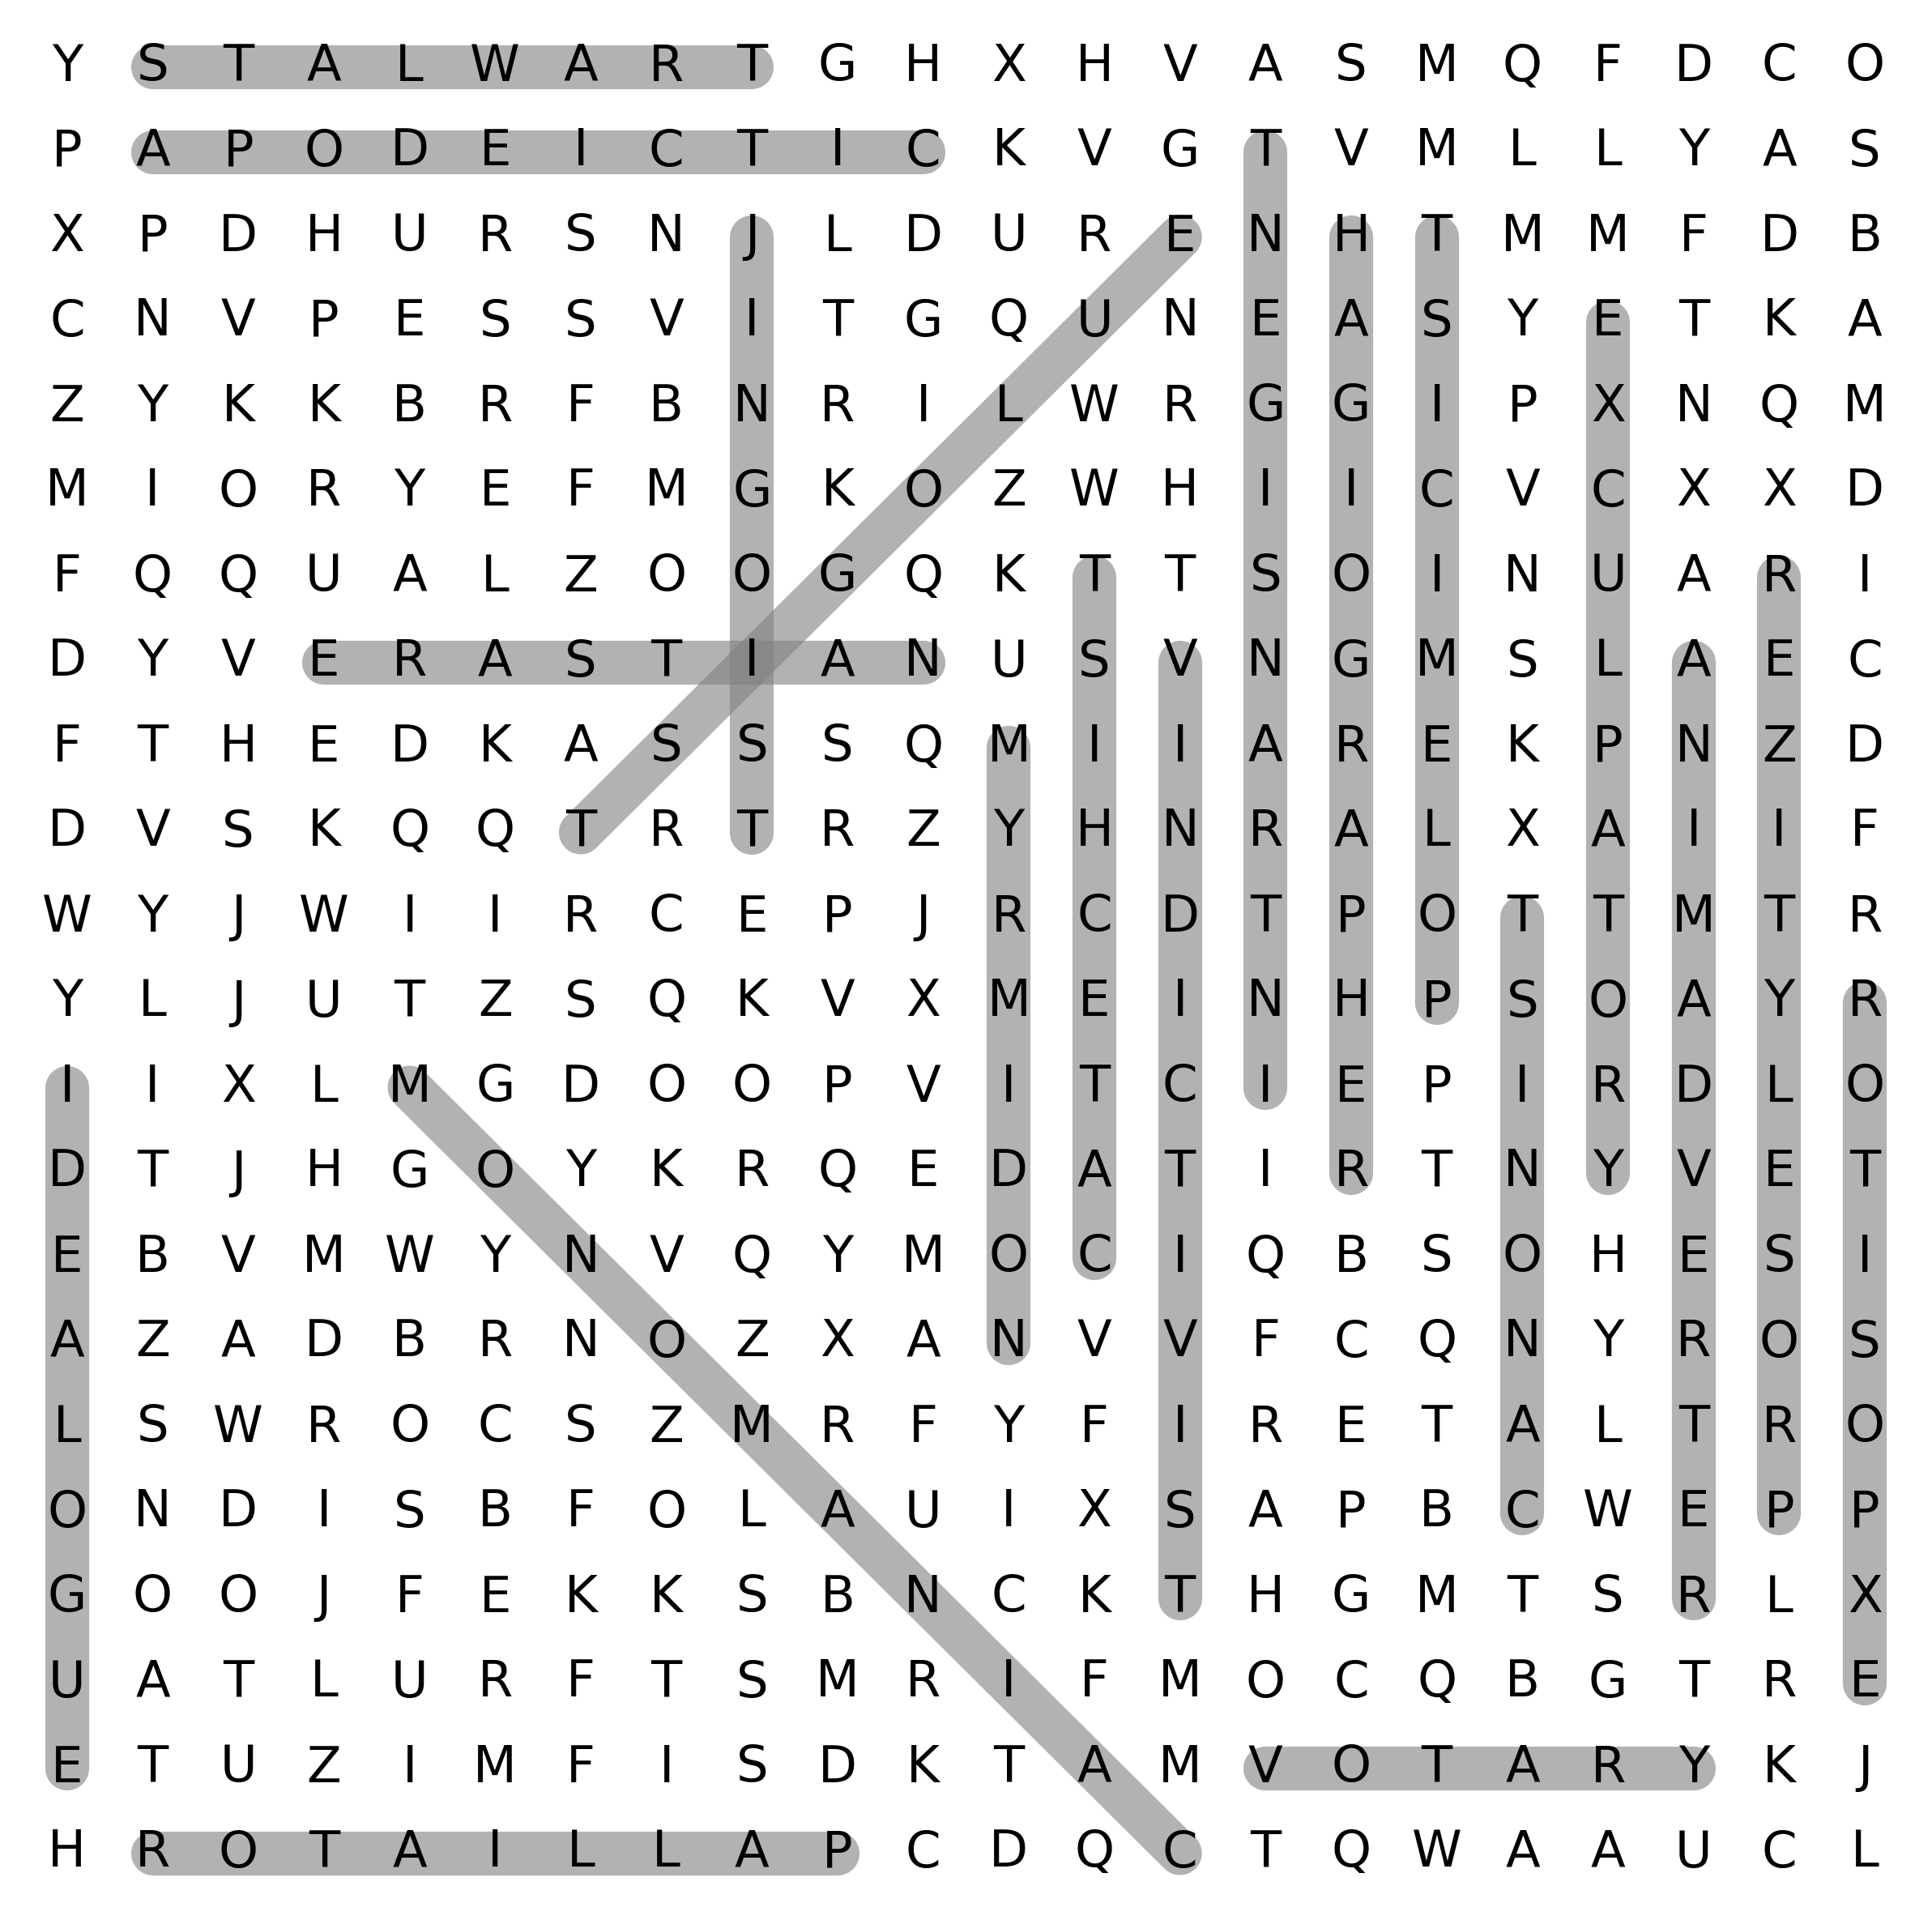 Y S T A L W A R T G H X H V A S M Q F D C O
P A P O D E I C T I C K V G T V M L L Y A S
X P D H U R S N J L D U R E N H T M M F D B
C N V P E S S V I T G Q U N E A S Y E T K A
Z Y K K B R F B N R I L W R G G I P X N Q M
M I O R Y E F M G K O Z W H I I C V C X X D
F Q Q U A L Z O O G Q K T T S O I N U A R I
D Y V E R A S T I A N U S V N G M S L A E C
F T H E D K A S S S Q M I I A R E K P N Z D
D V S K Q Q T R T R Z Y H N R A L X A I I F
W Y J W I I R C E P J R C D T P O T T M T R
Y L J U T Z S Q K V X M E I N H P S O A Y R
I I X L M G D O O P V I T C I E P I R D L O
D T J H G O Y K R Q E D A T I R T N Y V E T
E B V M W Y N V Q Y M O C I Q B S O H E S I
A Z A D B R N O Z X A N V V F C Q N Y R O S
L S W R O C S Z M R F Y F I R E T A L T R O
O N D I S B F O L A U I X S A P B C W E P P
G O O J F E K K S B N C K T H G M T S R L X
U A T L U R F T S M R I F M O C Q B G T R E
E T U Z I M F I S D K T A M V O T A R Y K J
H R O T A I L L A P C D Q C T Q W A A U C L